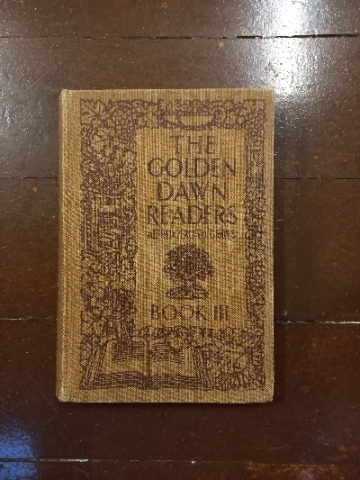 THE
GOLDEN
DAWN
READERS
BOOK III